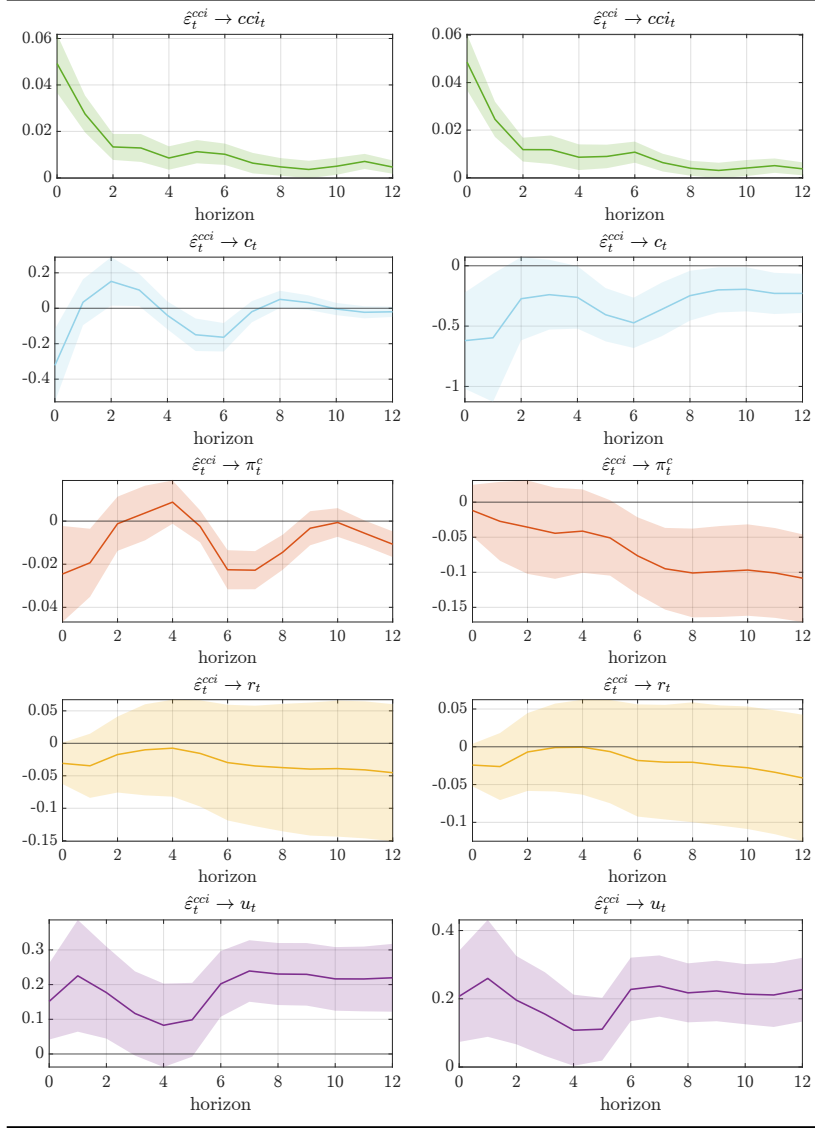 ε̂_t^{cci} → cci_t
0.06
0.04
0.02
0
0 2 4 6 8 10 12
horizon
ε̂_t^{cci} → cci_t
0.06
0.04
0.02
0
0 2 4 6 8 10 12
horizon
ε̂_t^{cci} → c_t
0.2
0
-0.2
-0.4
0 2 4 6 8 10 12
horizon
ε̂_t^{cci} → c_t
0
-0.5
-1
0 2 4 6 8 10 12
horizon
ε̂_t^{cci} → π_t^c
0
-0.02
-0.04
0 2 4 6 8 10 12
horizon
ε̂_t^{cci} → π_t^c
0
-0.05
-0.1
-0.15
0 2 4 6 8 10 12
horizon
ε̂_t^{cci} → r_t
0.05
0
-0.05
-0.1
-0.15
0 2 4 6 8 10 12
horizon
ε̂_t^{cci} → r_t
0.05
0
-0.05
-0.1
0 2 4 6 8 10 12
horizon
ε̂_t^{cci} → u_t
0.3
0.2
0.1
0
0 2 4 6 8 10 12
horizon
ε̂_t^{cci} → u_t
0.4
0.2
0
0 2 4 6 8 10 12
horizon